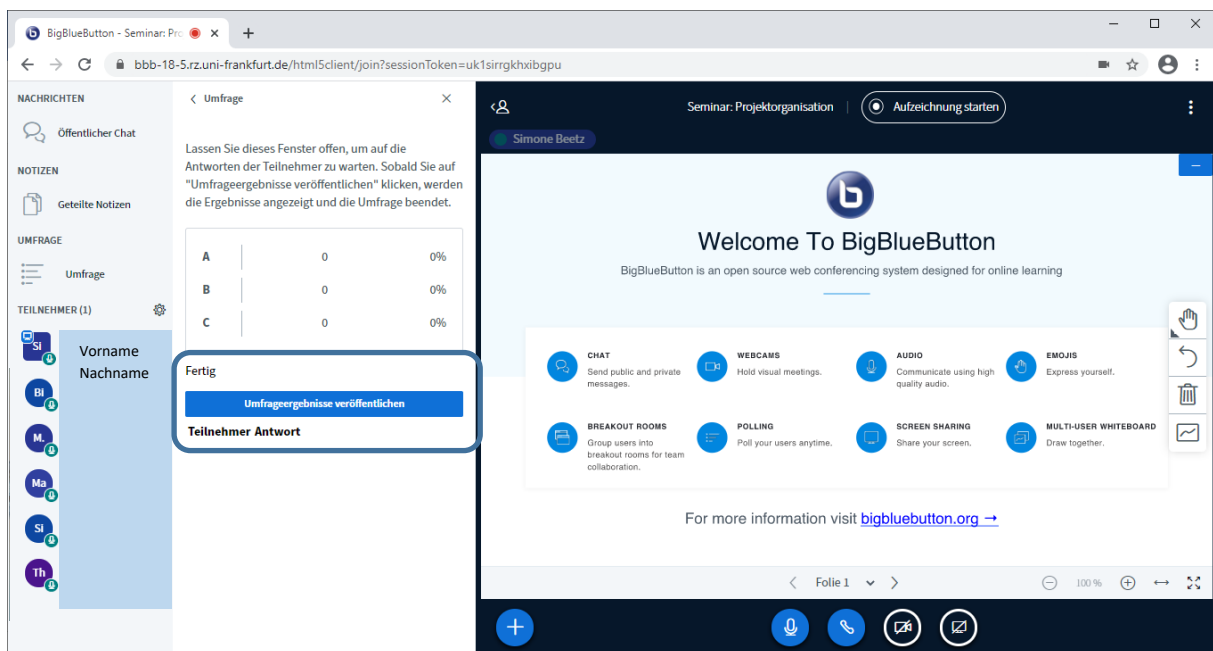 BigBlueButton - Seminar: Pro
bbb-18-5.rz.uni-frankfurt.de/html5client/join?sessionToken=uk1sirrgkhxibgpu
NACHRICHTEN
Öffentlicher Chat
NOTIZEN
Geteilte Notizen
UMFRAGE
Umfrage
TEILNEHMER (1)
Si
Vorname
Nachname
BI
M.
Ma
Si
Th
Umfrage
Lassen Sie dieses Fenster offen, um auf die
Antworten der Teilnehmer zu warten. Sobald Sie auf
"Umfrageergebnisse veröffentlichen" klicken, werden
die Ergebnisse angezeigt und die Umfrage beendet.
A 0 0%
B 0 0%
C 0 0%
Fertig
Umfrageergebnisse veröffentlichen
Teilnehmer Antwort
Seminar: Projektorganisation | Aufzeichnung starten
Simone Beetz
Welcome To BigBlueButton
BigBlueButton is an open source web conferencing system designed for online learning
CHAT
Send public and private
messages.
WEBCAMS
Hold visual meetings.
AUDIO
Communicate using high
quality audio.
EMOJIS
Express yourself.
BREAKOUT ROOMS
Group users into
breakout rooms for team
collaboration.
POLLING
Poll your users anytime.
SCREEN SHARING
Share your screen.
MULTI-USER WHITEBOARD
Draw together.
For more information visit bigbluebutton.org →
Folie 1
100 %